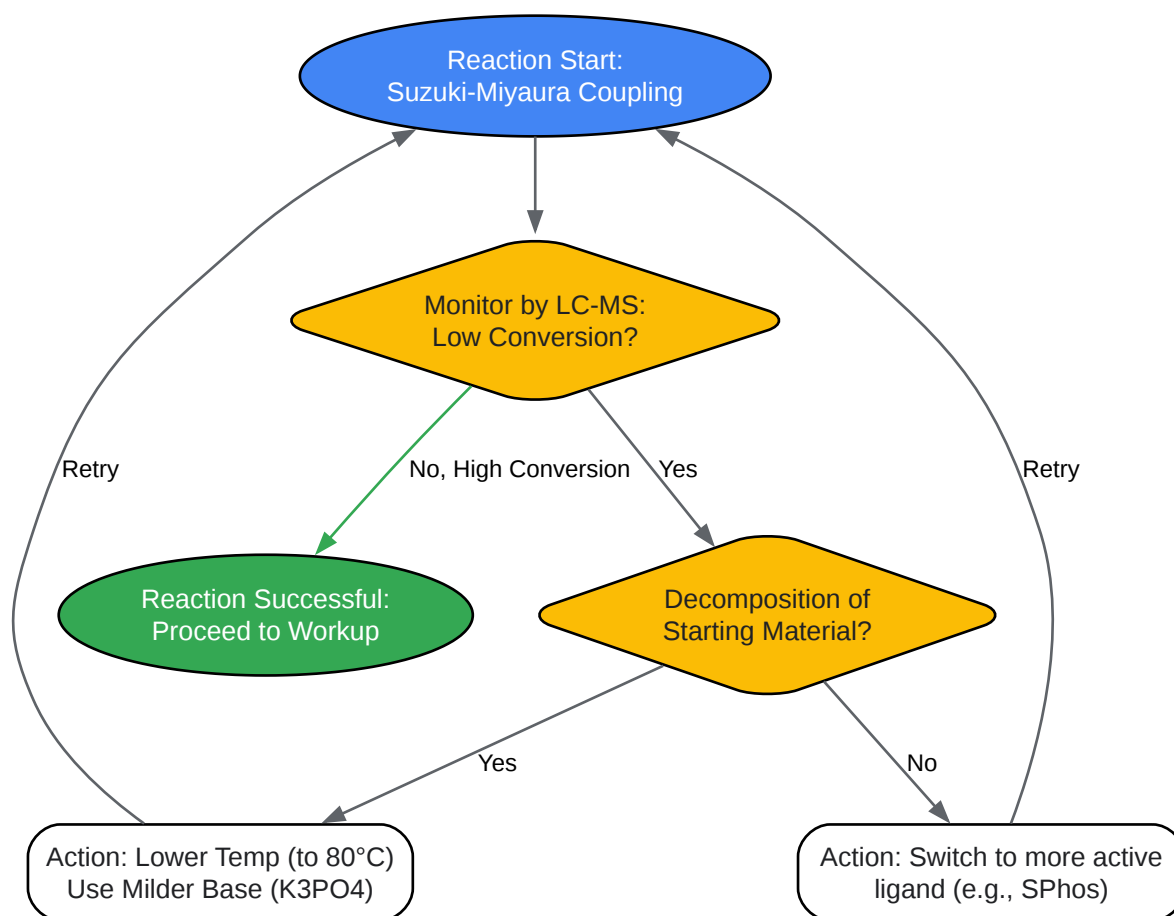 Reaction Start:
Suzuki-Miyaura Coupling
Monitor by LC-MS:
Low Conversion?
Retry
No, High Conversion
Yes
Retry
Reaction Successful:
Proceed to Workup
Decomposition of
Starting Material?
Yes
No
Action: Lower Temp (to 80°C)
Use Milder Base (K3PO4)
Action: Switch to more active
ligand (e.g., SPhos)